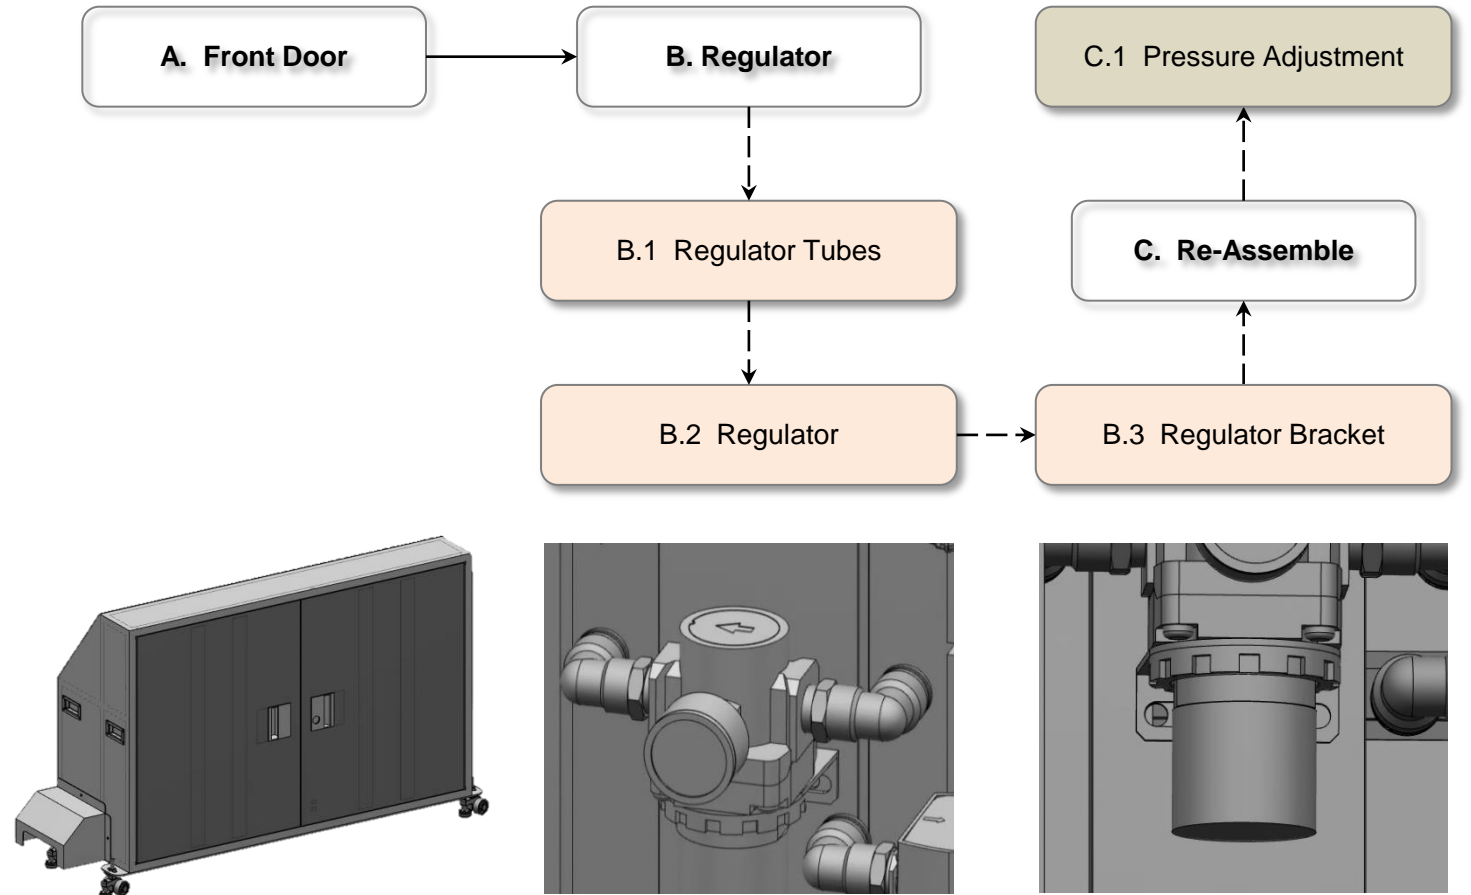 A. Front Door
B. Regulator
C.1 Pressure Adjustment
B.1 Regulator Tubes
C. Re-Assemble
B.2 Regulator
B.3 Regulator Bracket